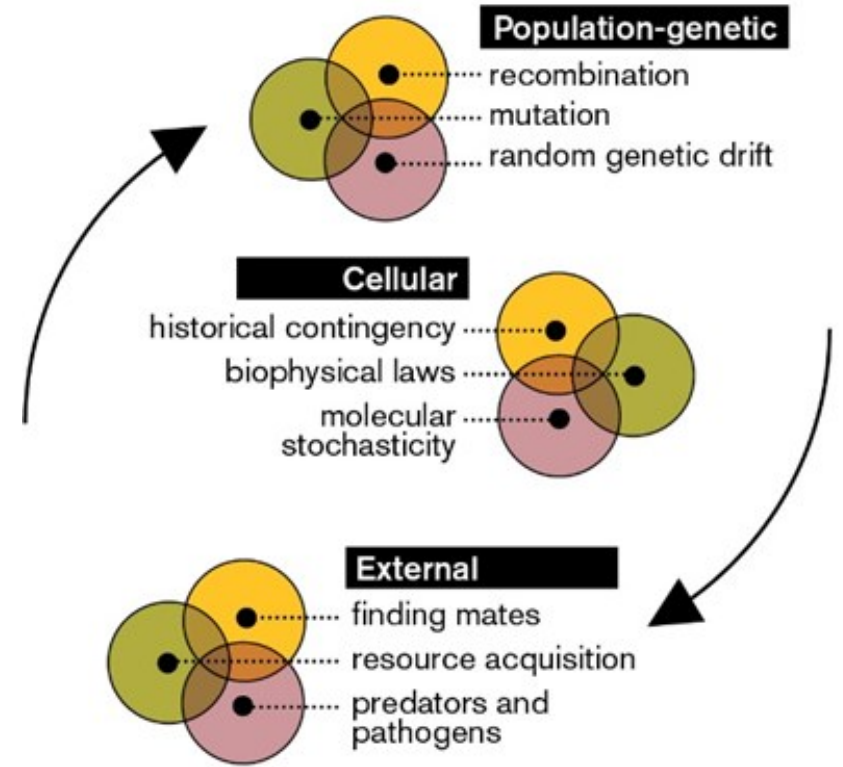 Population-genetic
recombination
mutation
random genetic drift
Cellular
historical contingency
biophysical laws
molecular
stochasticity
External
finding mates
resource acquisition
predators and
pathogens